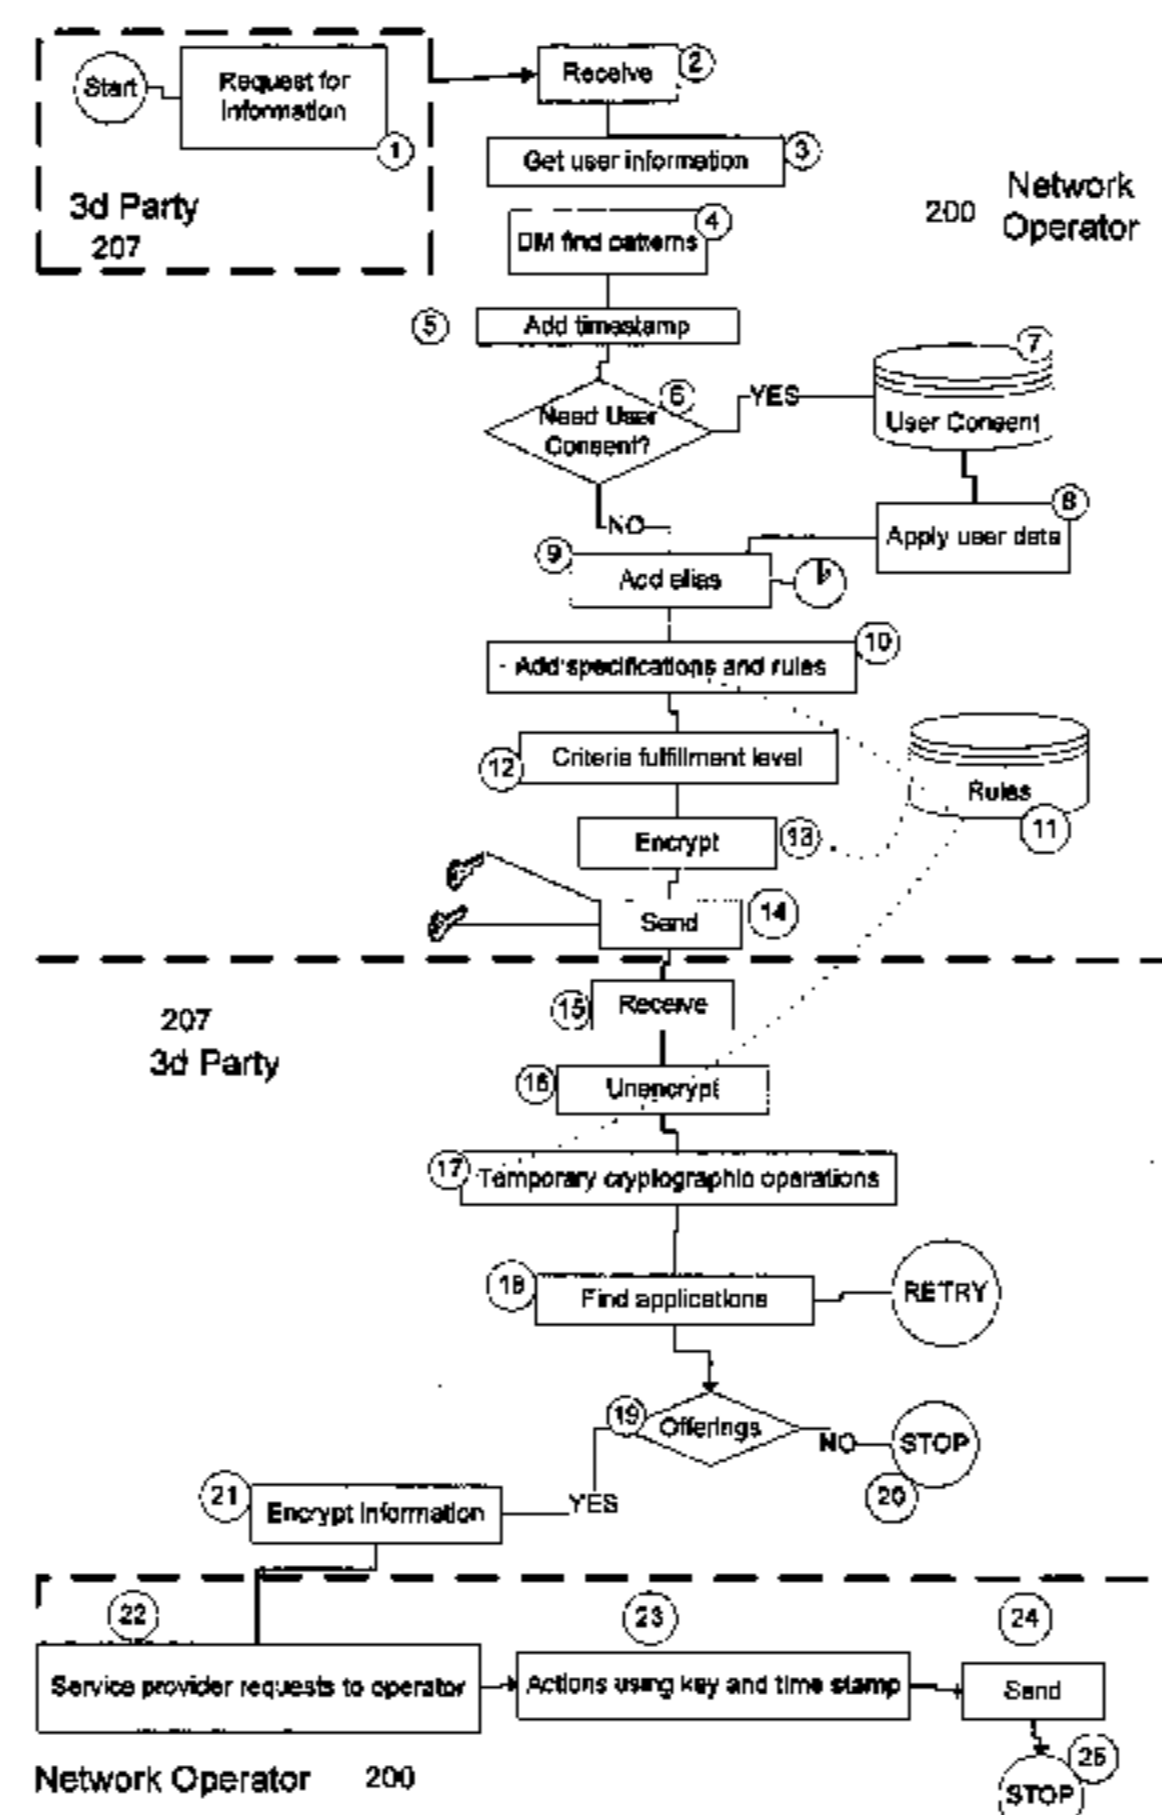 Start
Request for
Information
1
3d Party
207
Receive
2
Get user information
3
Network
200
Operator
DM find patterns
4
5
Add timestamp
6
Need User
Consent?
YES
7
User Consent
NO
8
Apply user data
9
Add alias
10
Add specifications and rules
12
Criteria fulfillment level
Rules
11
Encrypt
13
Send
14
207
3d Party
15
Receive
16
Unencrypt
17
Temporary cryptographic operations
18
Find applications
RETRY
19
Offerings
NO
STOP
20
YES
21
Encrypt Information
22
23
24
Service provider requests to operator
Actions using key and time stamp
Send
Network Operator
200
25
STOP